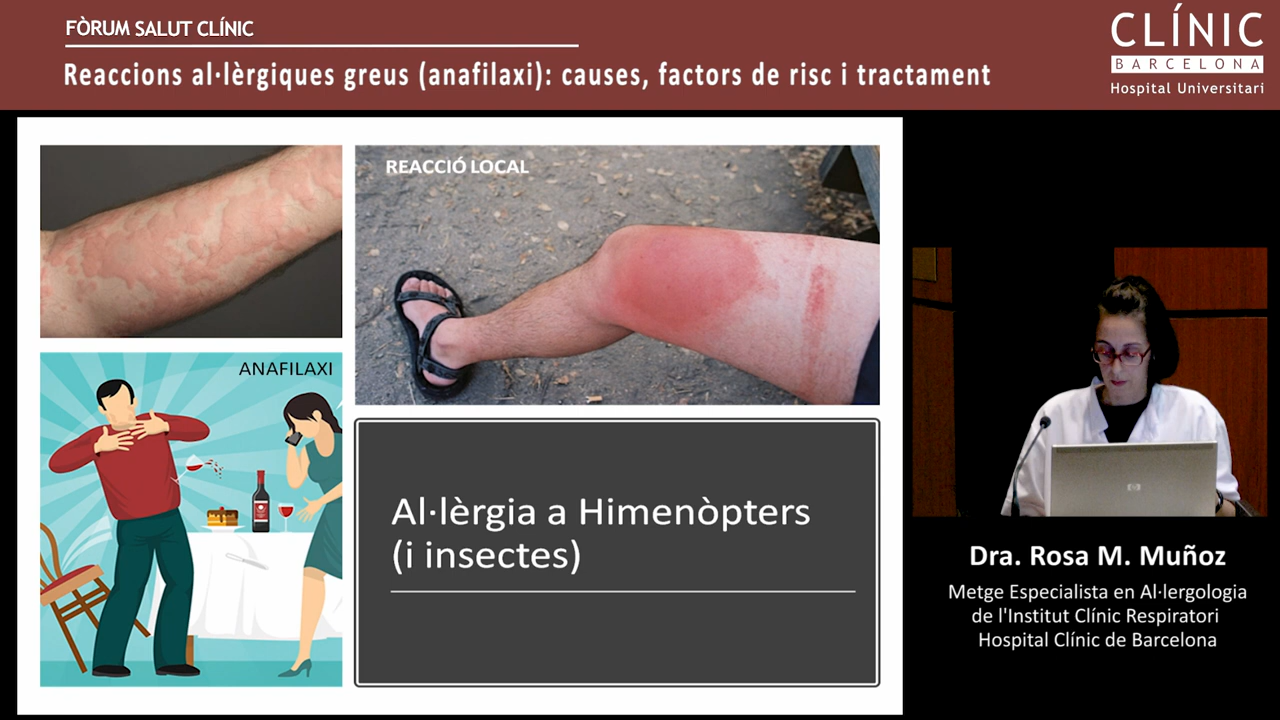 FÒRUM SALUT CLÍNIC
Reaccions al·lèrgiques greus (anafilaxi): causes, factors de risc i tractament
CLÍNIC
BARCELONA
Hospital Universitari
REACCIÓ LOCAL
ANAFILAXI
Al·lèrgia a Himenòpters
(i insectes)
hp
Dra. Rosa M. Muñoz
Metge Especialista en Al·lergologia
de l'Institut Clínic Respiratori
Hospital Clínic de Barcelona